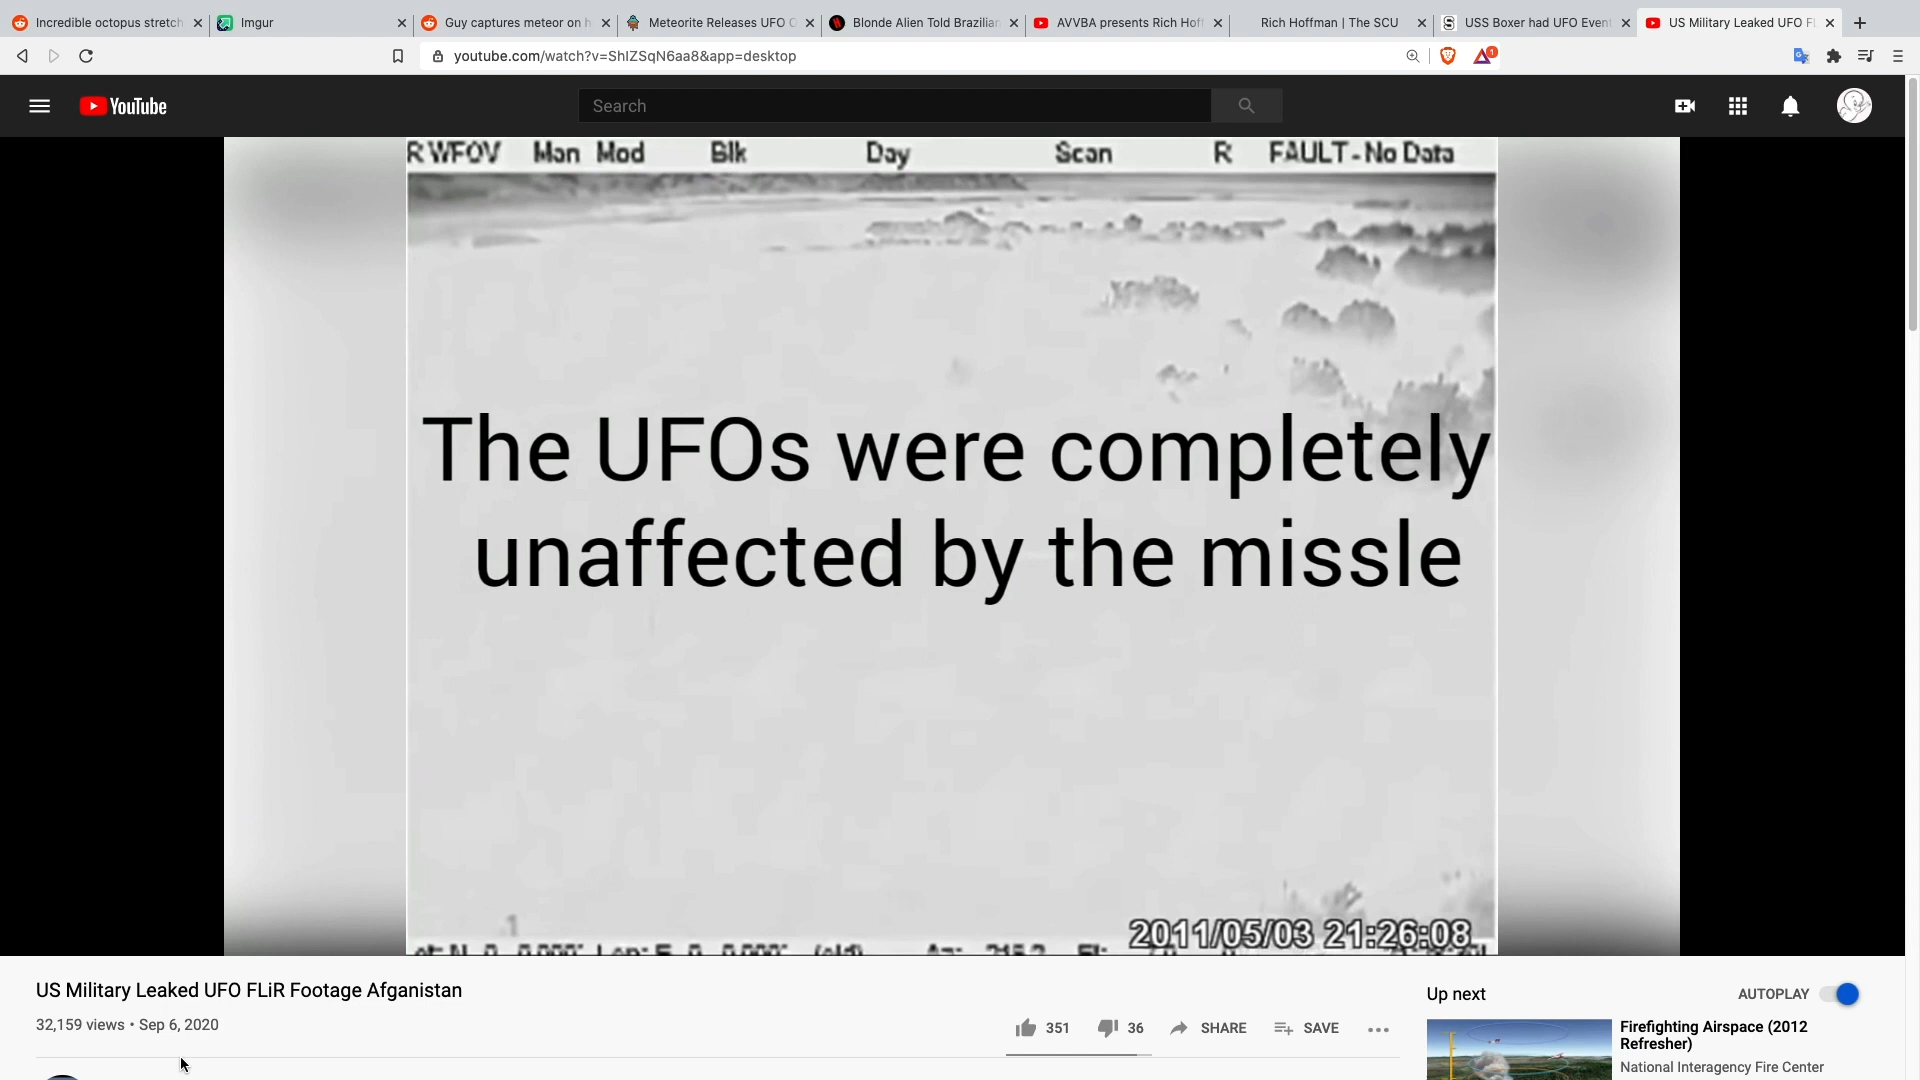 Incredible octopus stretch
Imgur
Guy captures meteor on h
Meteorite Releases UFO
Blonde Alien Told Brazilian
AVVBA presents Rich Hof
Rich Hoffman | The SCU
USS Boxer had UFO Event
US Military Leaked UFO F
youtube.com/watch?v=ShIZSqN6aa8&app=desktop
1
YouTube
Search
R WFOV Man Mod Blk Day Scan R FAULT - No Data
The UFOs were completely
unaffected by the missle
1
2011/05/03 21:26:08
US Military Leaked UFO FLiR Footage Afganistan
32,159 views • Sep 6, 2020
351 36 SHARE SAVE
Up next
AUTOPLAY
Firefighting Airspace (2012
Refresher)
National Interagency Fire Center